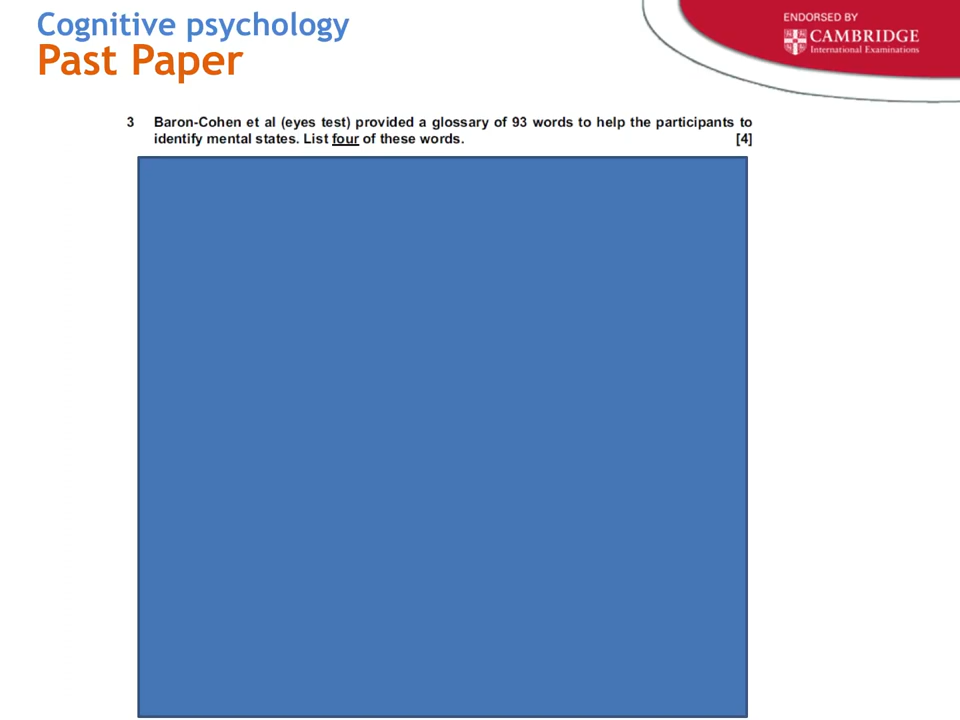 Cognitive psychology
Past Paper
ENDORSED BY
CAMBRIDGE
International Examinations
3 Baron-Cohen et al (eyes test) provided a glossary of 93 words to help the participants to
identify mental states. List four of these words. [4]